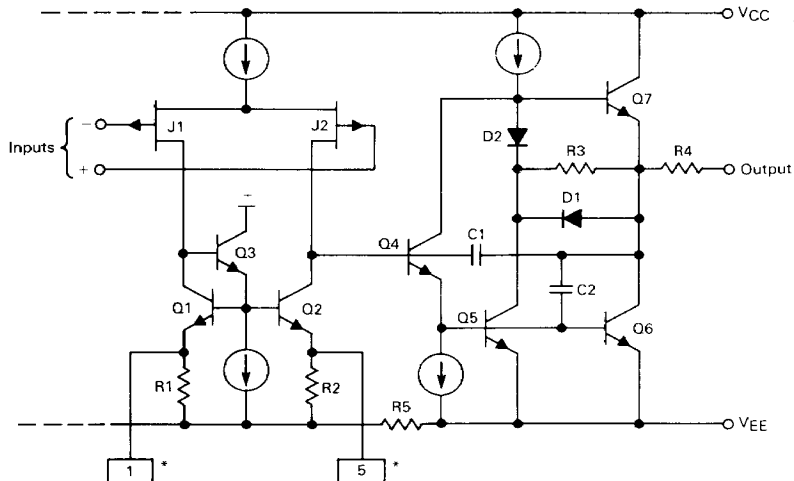 VCC
Q7
J1
J2
D2
Inputs
−
+
R3
R4
Output
D1
Q3
Q4
C1
C2
Q1
Q2
Q5
Q6
R1
R2
R5
VEE
1 *
5 *